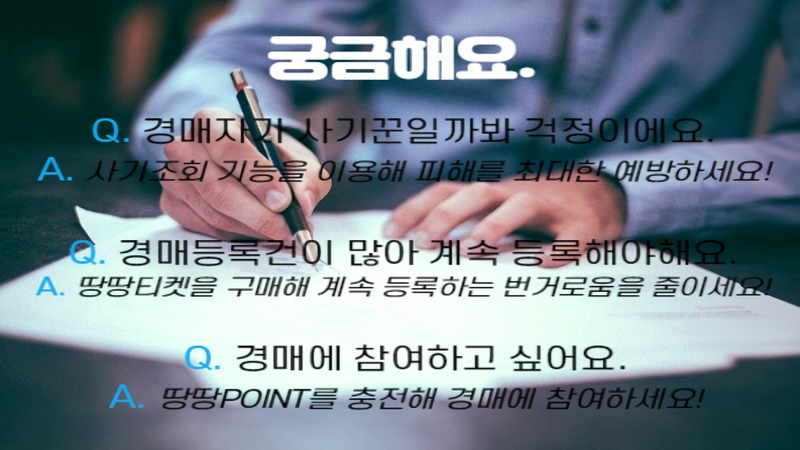 궁금해요.
Q. 경매자가 사기꾼일까봐 걱정이에요.
A. 사기조회 기능을 이용해 피해를 최대한 예방하세요!
Q. 경매등록건이 많아 계속 등록해야해요.
A. 땅땅티켓을 구매해 계속 등록하는 번거로움을 줄이세요!
Q. 경매에 참여하고 싶어요.
A. 땅땅POINT를 충전해 경매에 참여하세요!